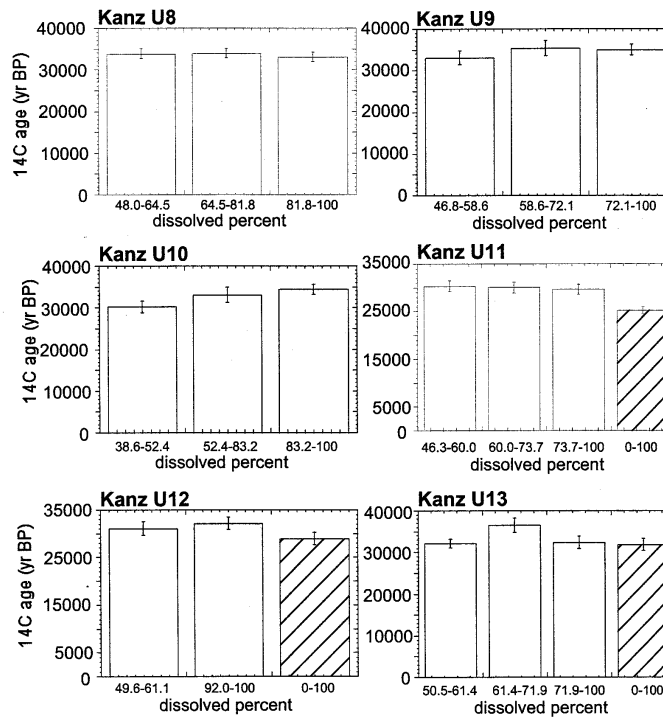 Kanz U8
14C age (yr BP)
40000
30000
20000
10000
0
48.0-64.5 64.5-81.8 81.8-100
dissolved percent
Kanz U9
40000
30000
20000
10000
0
46.8-58.6 58.6-72.1 72.1-100
dissolved percent
Kanz U10
14C age (yr BP)
40000
30000
20000
10000
0
38.6-52.4 52.4-83.2 83.2-100
dissolved percent
Kanz U11
35000
25000
15000
5000
0
46.3-60.0 60.0-73.7 73.7-100 0-100
dissolved percent
Kanz U12
14C age (yr BP)
35000
25000
15000
5000
0
49.6-61.1 92.0-100 0-100
dissolved percent
Kanz U13
40000
30000
20000
10000
0
50.5-61.4 61.4-71.9 71.9-100 0-100
dissolved percent